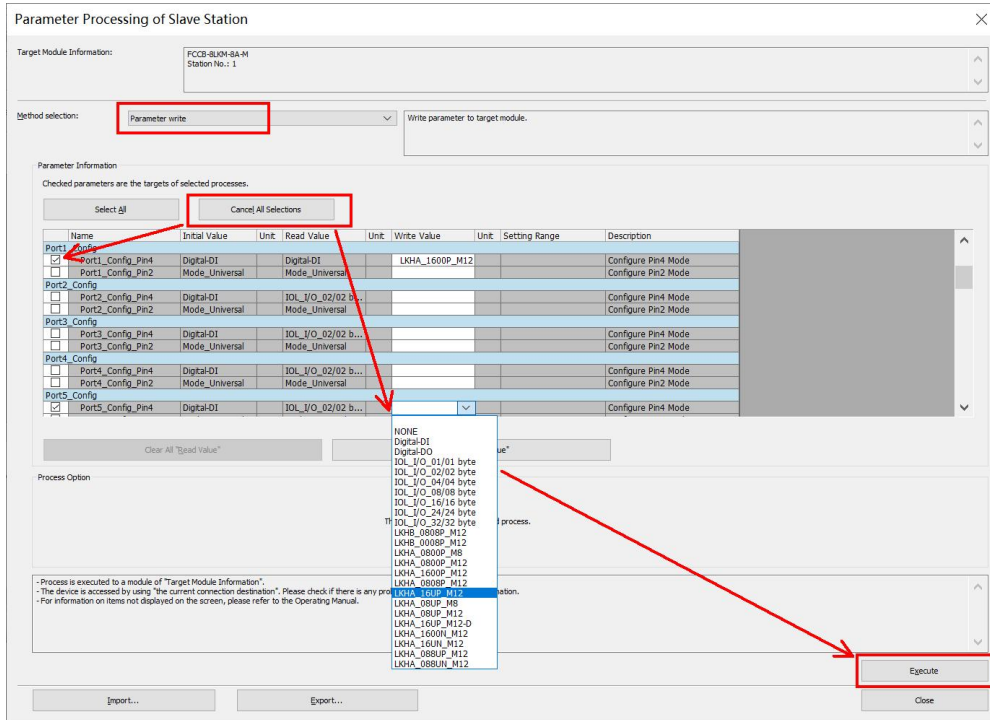 Parameter Processing of Slave Station
Target Module Information:
FCCB-8LKM-8A-M
Station No.: 1
Method selection:
Parameter write
Write parameter to target module.
Parameter Information
Checked parameters are the targets of selected processes.
Select All
Cancel All Selections
Name Initial Value Unit Read Value Unit Write Value Unit Setting Range Description
Port1_Config
Port1_Config_Pin4 Digital-DI Digital-DI LKHA_1600P_M12 Configure Pin4 Mode
Port1_Config_Pin2 Mode_Universal Mode_Universal Configure Pin2 Mode
Port2_Config
Port2_Config_Pin4 Digital-DI IOL_I/O_02/02 b... Configure Pin4 Mode
Port2_Config_Pin2 Mode_Universal Mode_Universal Configure Pin2 Mode
Port3_Config
Port3_Config_Pin4 Digital-DI IOL_I/O_02/02 b... Configure Pin4 Mode
Port3_Config_Pin2 Mode_Universal Mode_Universal Configure Pin2 Mode
Port4_Config
Port4_Config_Pin4 Digital-DI IOL_I/O_02/02 b... Configure Pin4 Mode
Port4_Config_Pin2 Mode_Universal Mode_Universal Configure Pin2 Mode
Port5_Config
Port5_Config_Pin4 Digital-DI IOL_I/O_02/02 b... Configure Pin4 Mode
NONE
Digital-DI
Digital-DO
IOL_I/O_01/01 byte
IOL_I/O_02/02 byte
IOL_I/O_04/04 byte
IOL_I/O_08/08 byte
IOL_I/O_16/16 byte
IOL_I/O_24/24 byte
IOL_I/O_32/32 byte
LKHB_0808P_M12
LKHB_0008P_M12
LKHA_0800P_M8
LKHA_0800P_M12
LKHA_1600P_M12
LKHA_0808P_M12
LKHA_16UP_M12
LKHA_08UP_M8
LKHA_08UP_M12
LKHA_16UP_M12-D
LKHA_1600N_M12
LKHA_16UN_M12
LKHA_088UP_M12
LKHA_088UN_M12
Clear All "Read Value"
ue"
Process Option
Th
process.
- Process is executed to a module of "Target Module Information".
- The device is accessed by using "the current connection destination". Please check if there is any
- For information on items not displayed on the screen, please refer to the Operating Manual.
Execute
Import...
Export...
Close